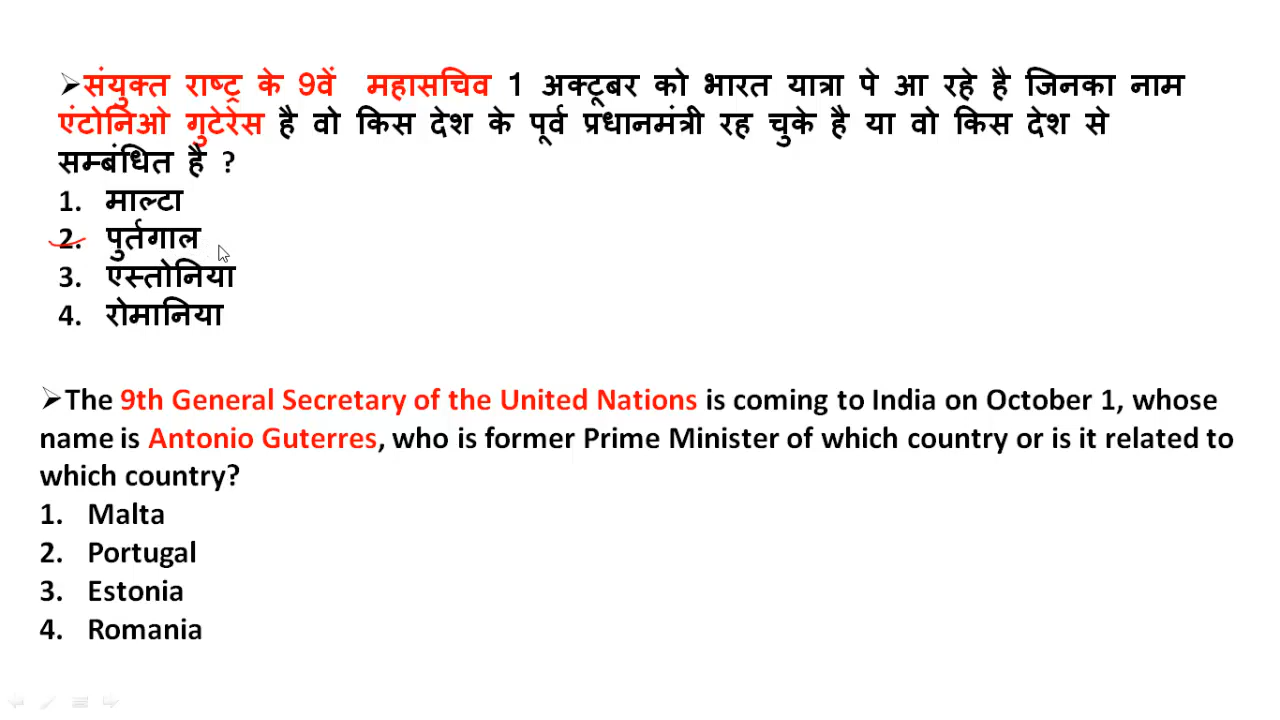 ➢संयुक्त राष्ट्र के 9वें महासचिव 1 अक्टूबर को भारत यात्रा पे आ रहे है जिनका नाम
एंटोनिओ गुटेरेस है वो किस देश के पूर्व प्रधानमंत्री रह चुके है या वो किस देश से
सम्बंधित है ?
1. माल्टा
2. पुर्तगाल
3. एस्तोनिया
4. रोमानिया
➢The 9th General Secretary of the United Nations is coming to India on October 1, whose
name is Antonio Guterres, who is former Prime Minister of which country or is it related to
which country?
1. Malta
2. Portugal
3. Estonia
4. Romania